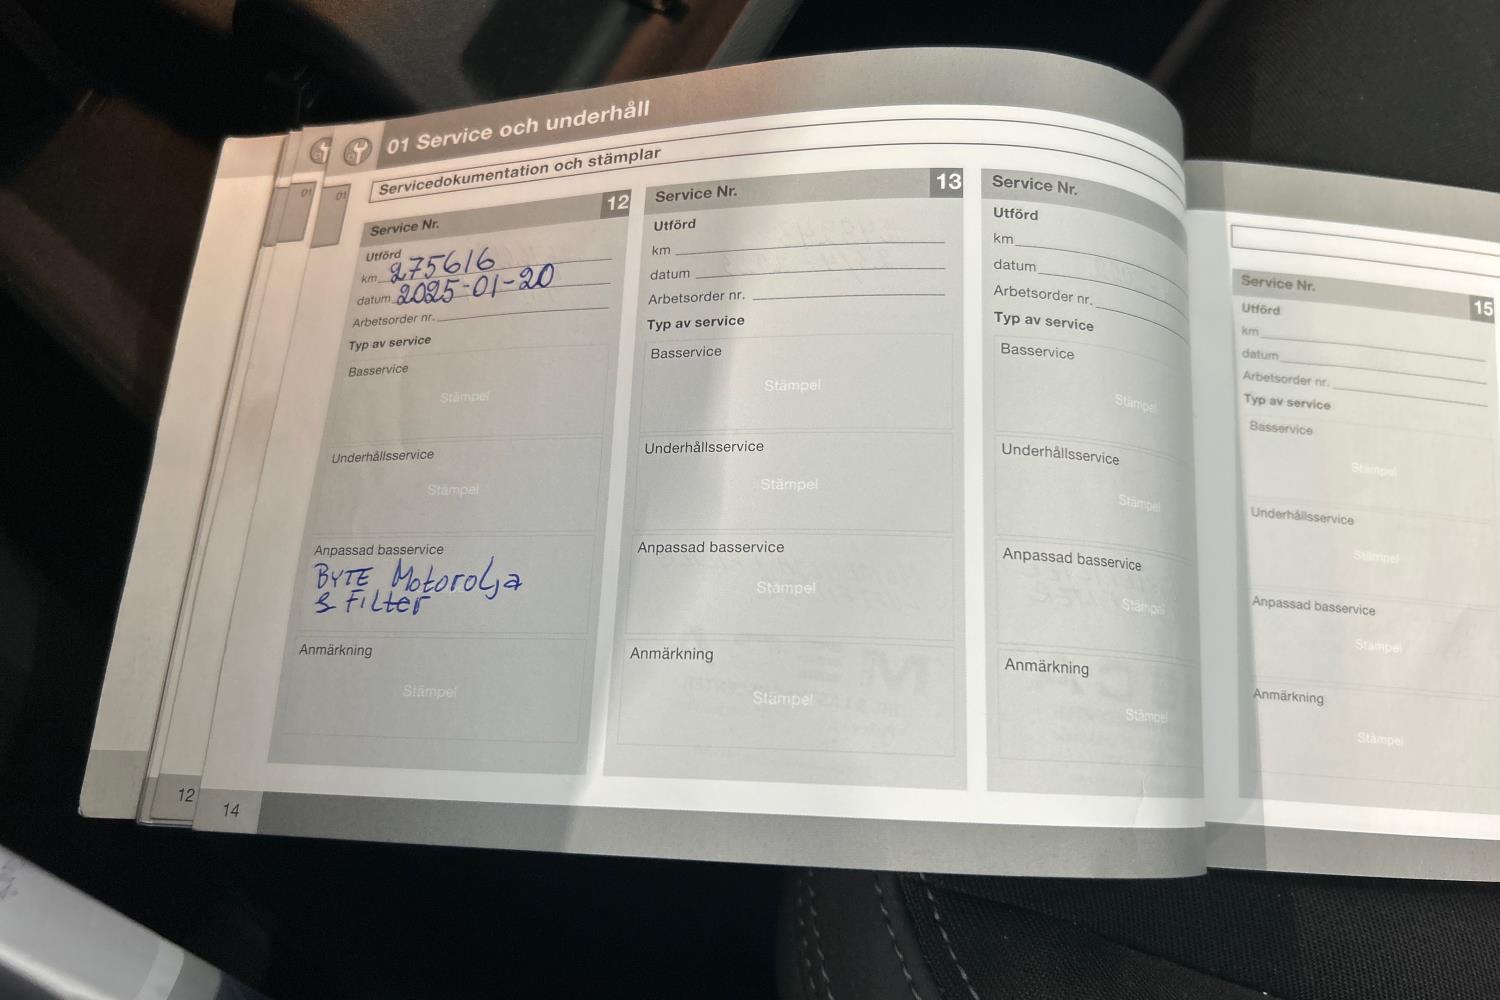 01 Service och underhåll
Servicedokumentation och stämplar
01
01
Service Nr. 12
Utförd
km 275616
datum 2025-01-20
Arbetsorder nr.
Typ av service
Basservice
Stämpel
Underhållsservice
Stämpel
Anpassad basservice
BYTE Motorolja
& Filter
Anmärkning
Stämpel
Service Nr. 13
Utförd
km
datum
Arbetsorder nr.
Typ av service
Basservice
Stämpel
Underhållsservice
Stämpel
Anpassad basservice
Stämpel
Anmärkning
Stämpel
Service Nr.
Utförd
km
datum
Arbetsorder nr.
Typ av service
Basservice
Stämpel
Underhållsservice
Stämpel
Anpassad basservice
Stämpel
Anmärkning
Stämpel
Service Nr. 15
Utförd
km
datum
Arbetsorder nr.
Typ av service
Basservice
Stämpel
Underhållsservice
Stämpel
Anpassad basservice
Stämpel
Anmärkning
Stämpel
12
14